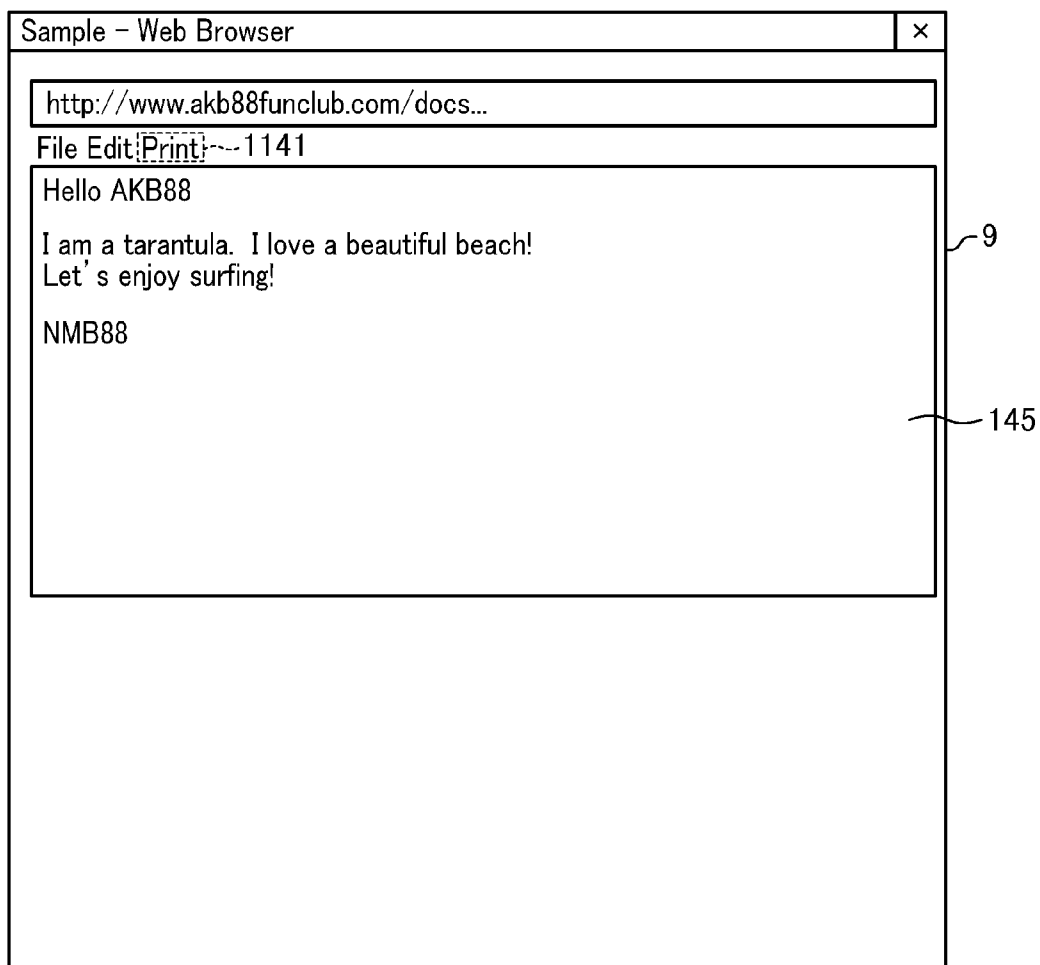 Sample - Web Browser ×
http://www.akb88funclub.com/docs...
File Edit Print 1141
Hello AKB88
I am a tarantula. I love a beautiful beach!
9
Let's enjoy surfing!
NMB88
145